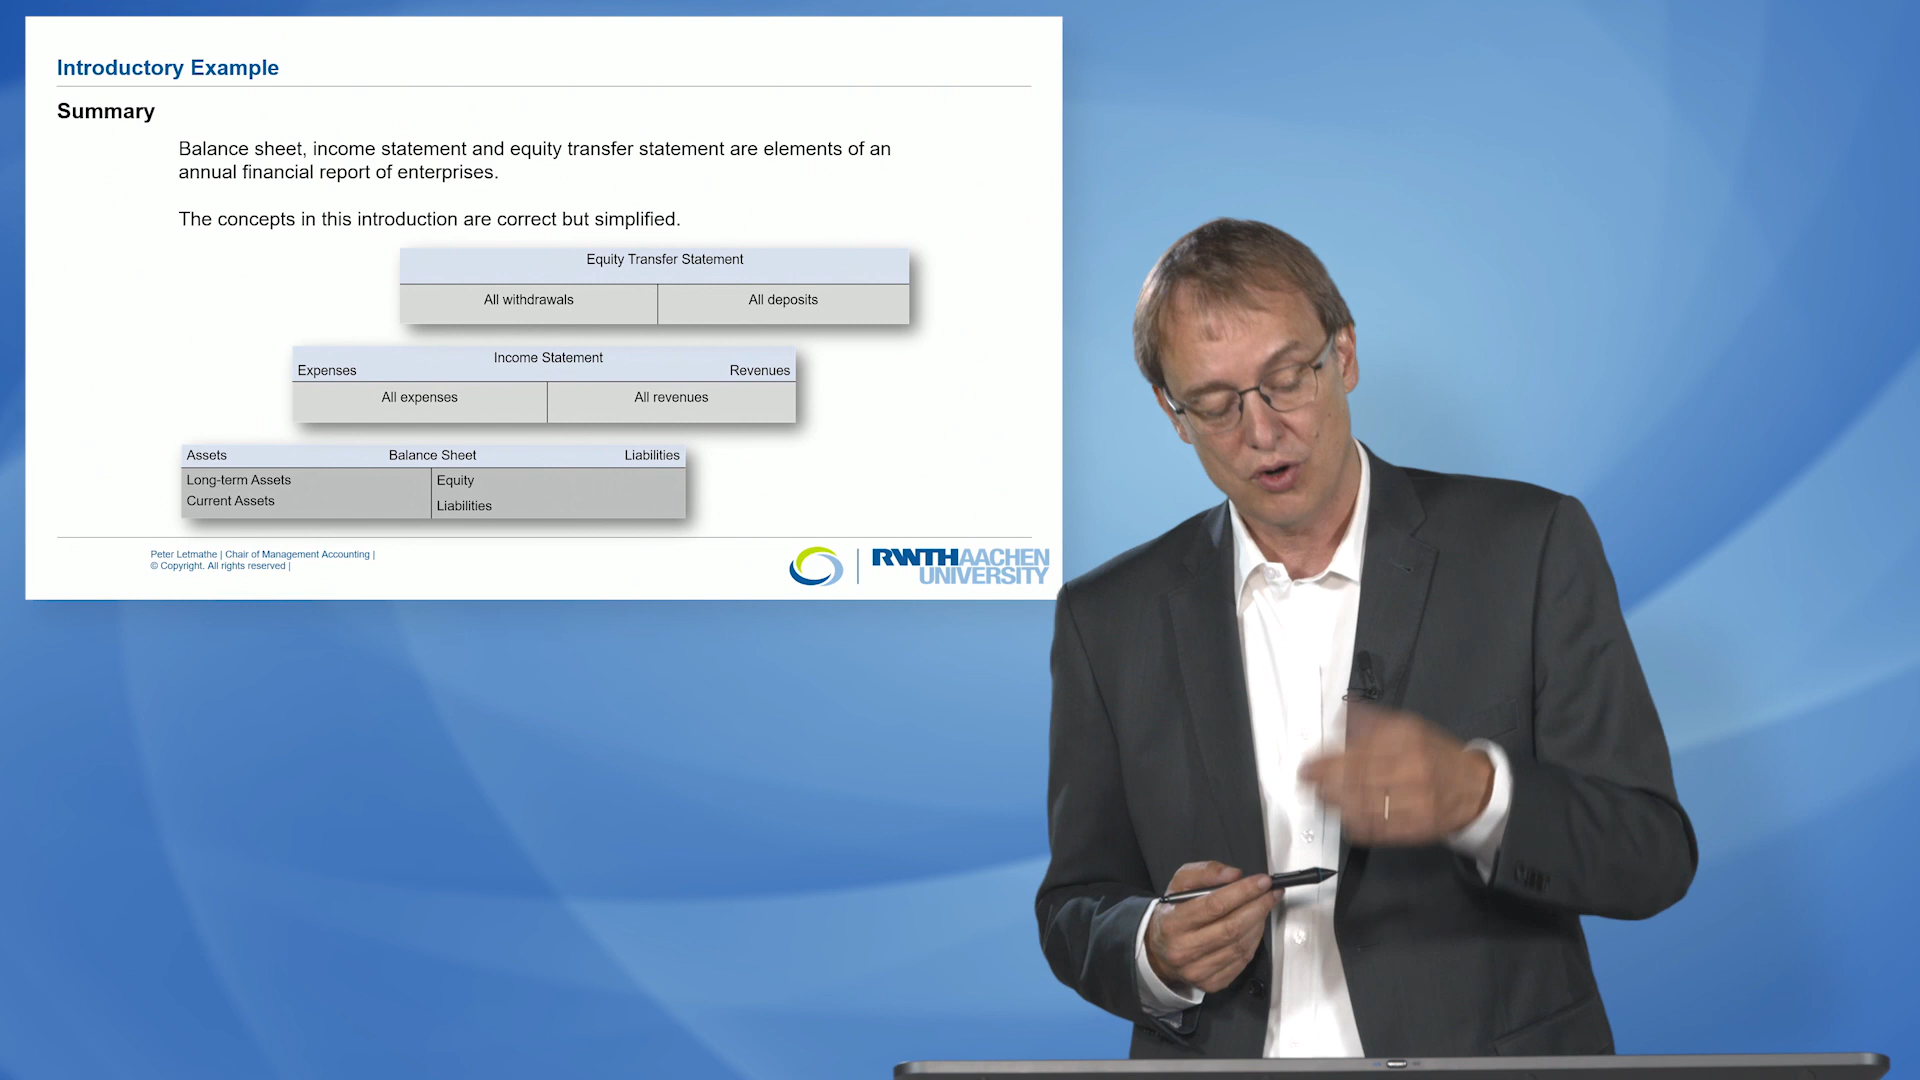 Introductory Example
Summary
Balance sheet, income statement and equity transfer statement are elements of an
annual financial report of enterprises.
The concepts in this introduction are correct but simplified.
Equity Transfer Statement
All withdrawals All deposits
Income Statement
Expenses Revenues
All expenses All revenues
Assets Balance Sheet Liabilities
Long-term Assets Equity
Current Assets Liabilities
Peter Letmathe | Chair of Management Accounting |
© Copyright. All rights reserved |
RWTHAACHEN
UNIVERSITY